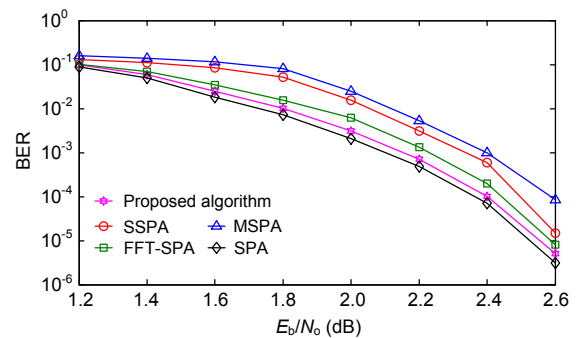 10^0
10^-1
10^-2
10^-3
10^-4
10^-5
10^-6
BER
Proposed algorithm
SSPA
MSPA
FFT-SPA
SPA
1.2 1.4 1.6 1.8 2.0 2.2 2.4 2.6
E_b/N_o (dB)